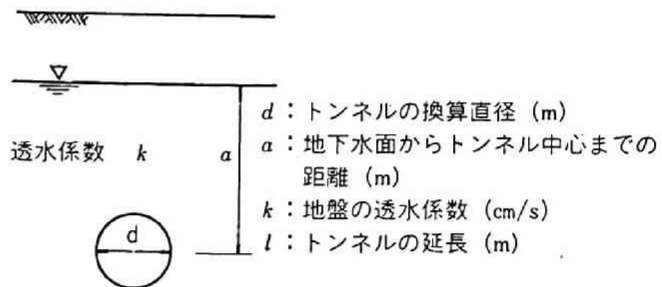 d：トンネルの換算直径 (m)
a：地下水面からトンネル中心までの
距離 (m)
k：地盤の透水係数 (cm/s)
l：トンネルの延長 (m)
透水係数 k
a
d